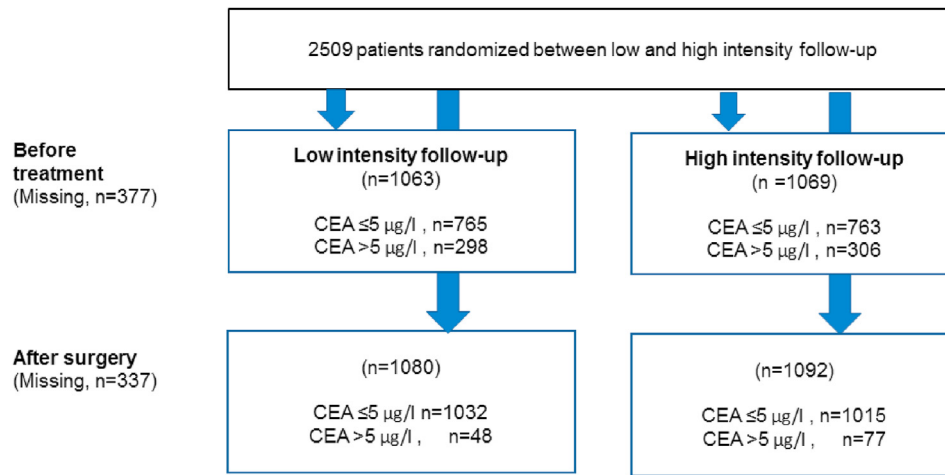 2509 patients randomized between low and high intensity follow-up
Before
treatment
(Missing, n=377)
Low intensity follow-up
(n=1063)
CEA ≤5 µg/l , n=765
CEA >5 µg/l , n=298
High intensity follow-up
(n =1069)
CEA ≤5 µg/l , n=763
CEA >5 µg/l , n=306
After surgery
(Missing, n=337)
(n=1080)
CEA ≤5 µg/l n=1032
CEA >5 µg/l , n=48
(n=1092)
CEA ≤5 µg/l , n=1015
CEA >5 µg/l , n=77